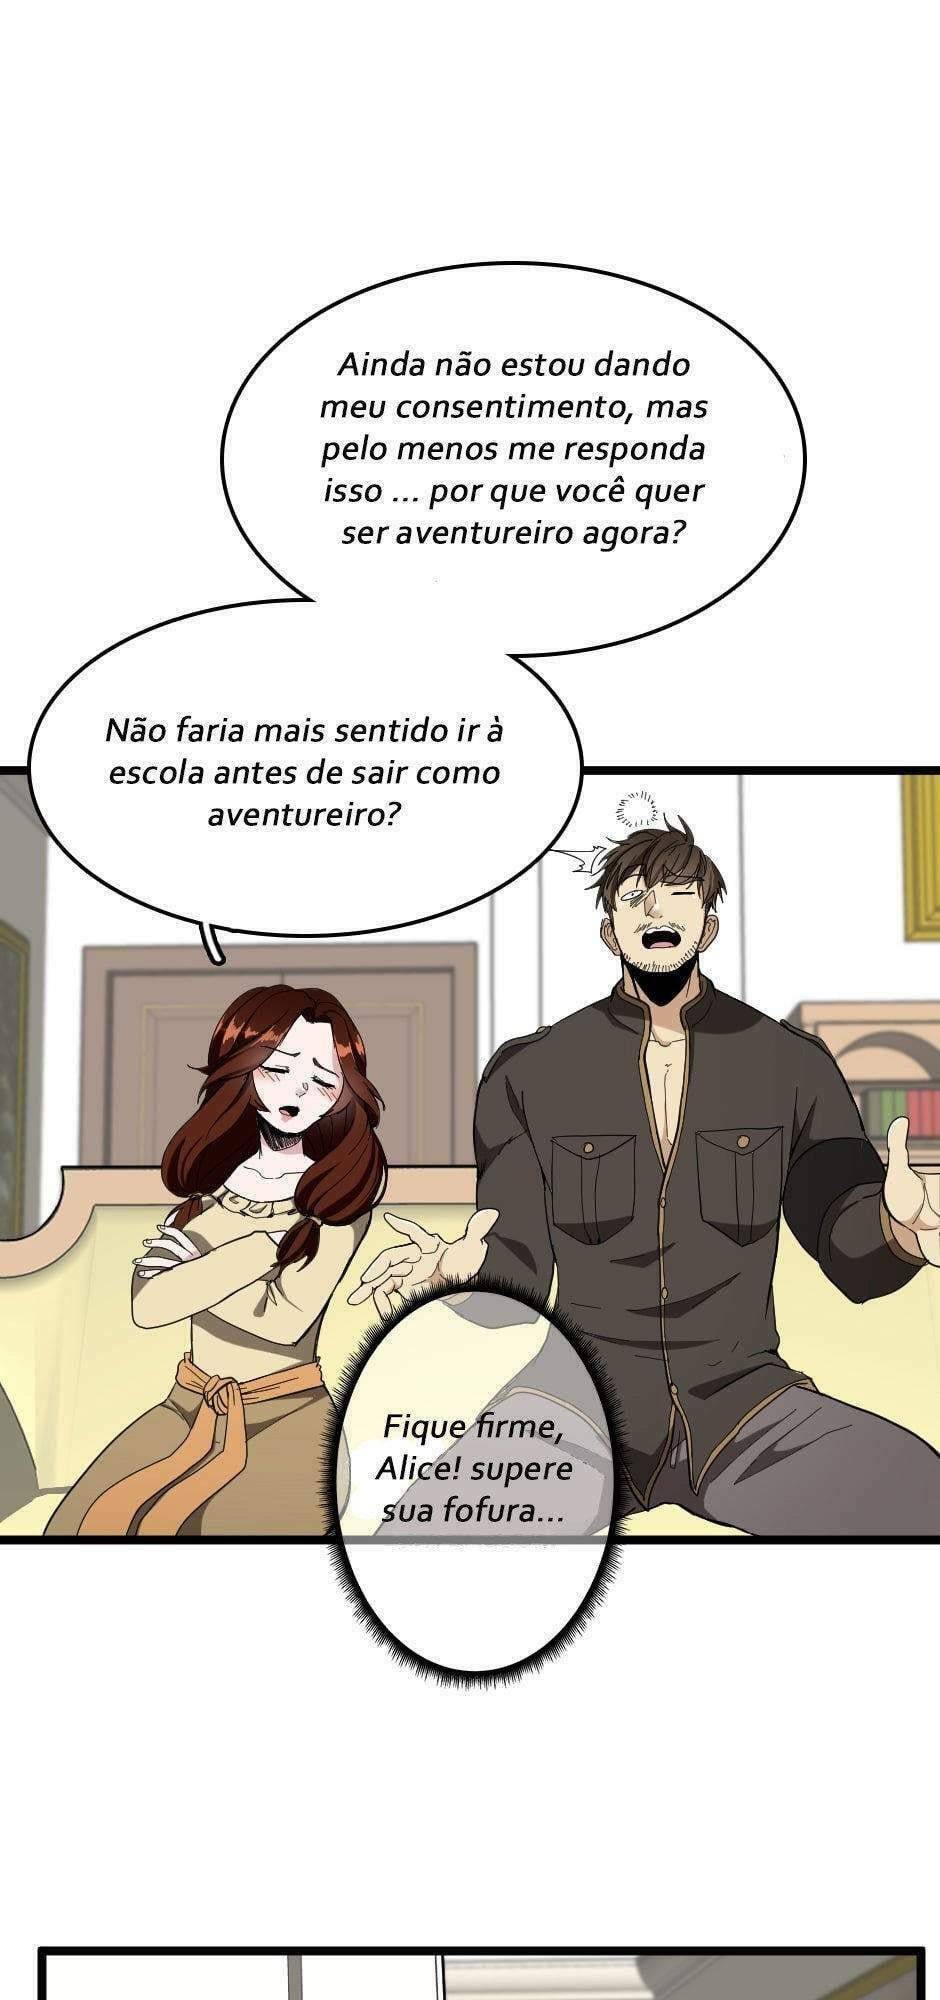 Ainda não estou dando
meu consentimento, mas
pelo menos me responda
isso ... por que você quer
ser aventureiro agora?
Não faria mais sentido ir à
escola antes de sair como
aventureiro?
Fique firme,
Alice! supere
sua fofura...